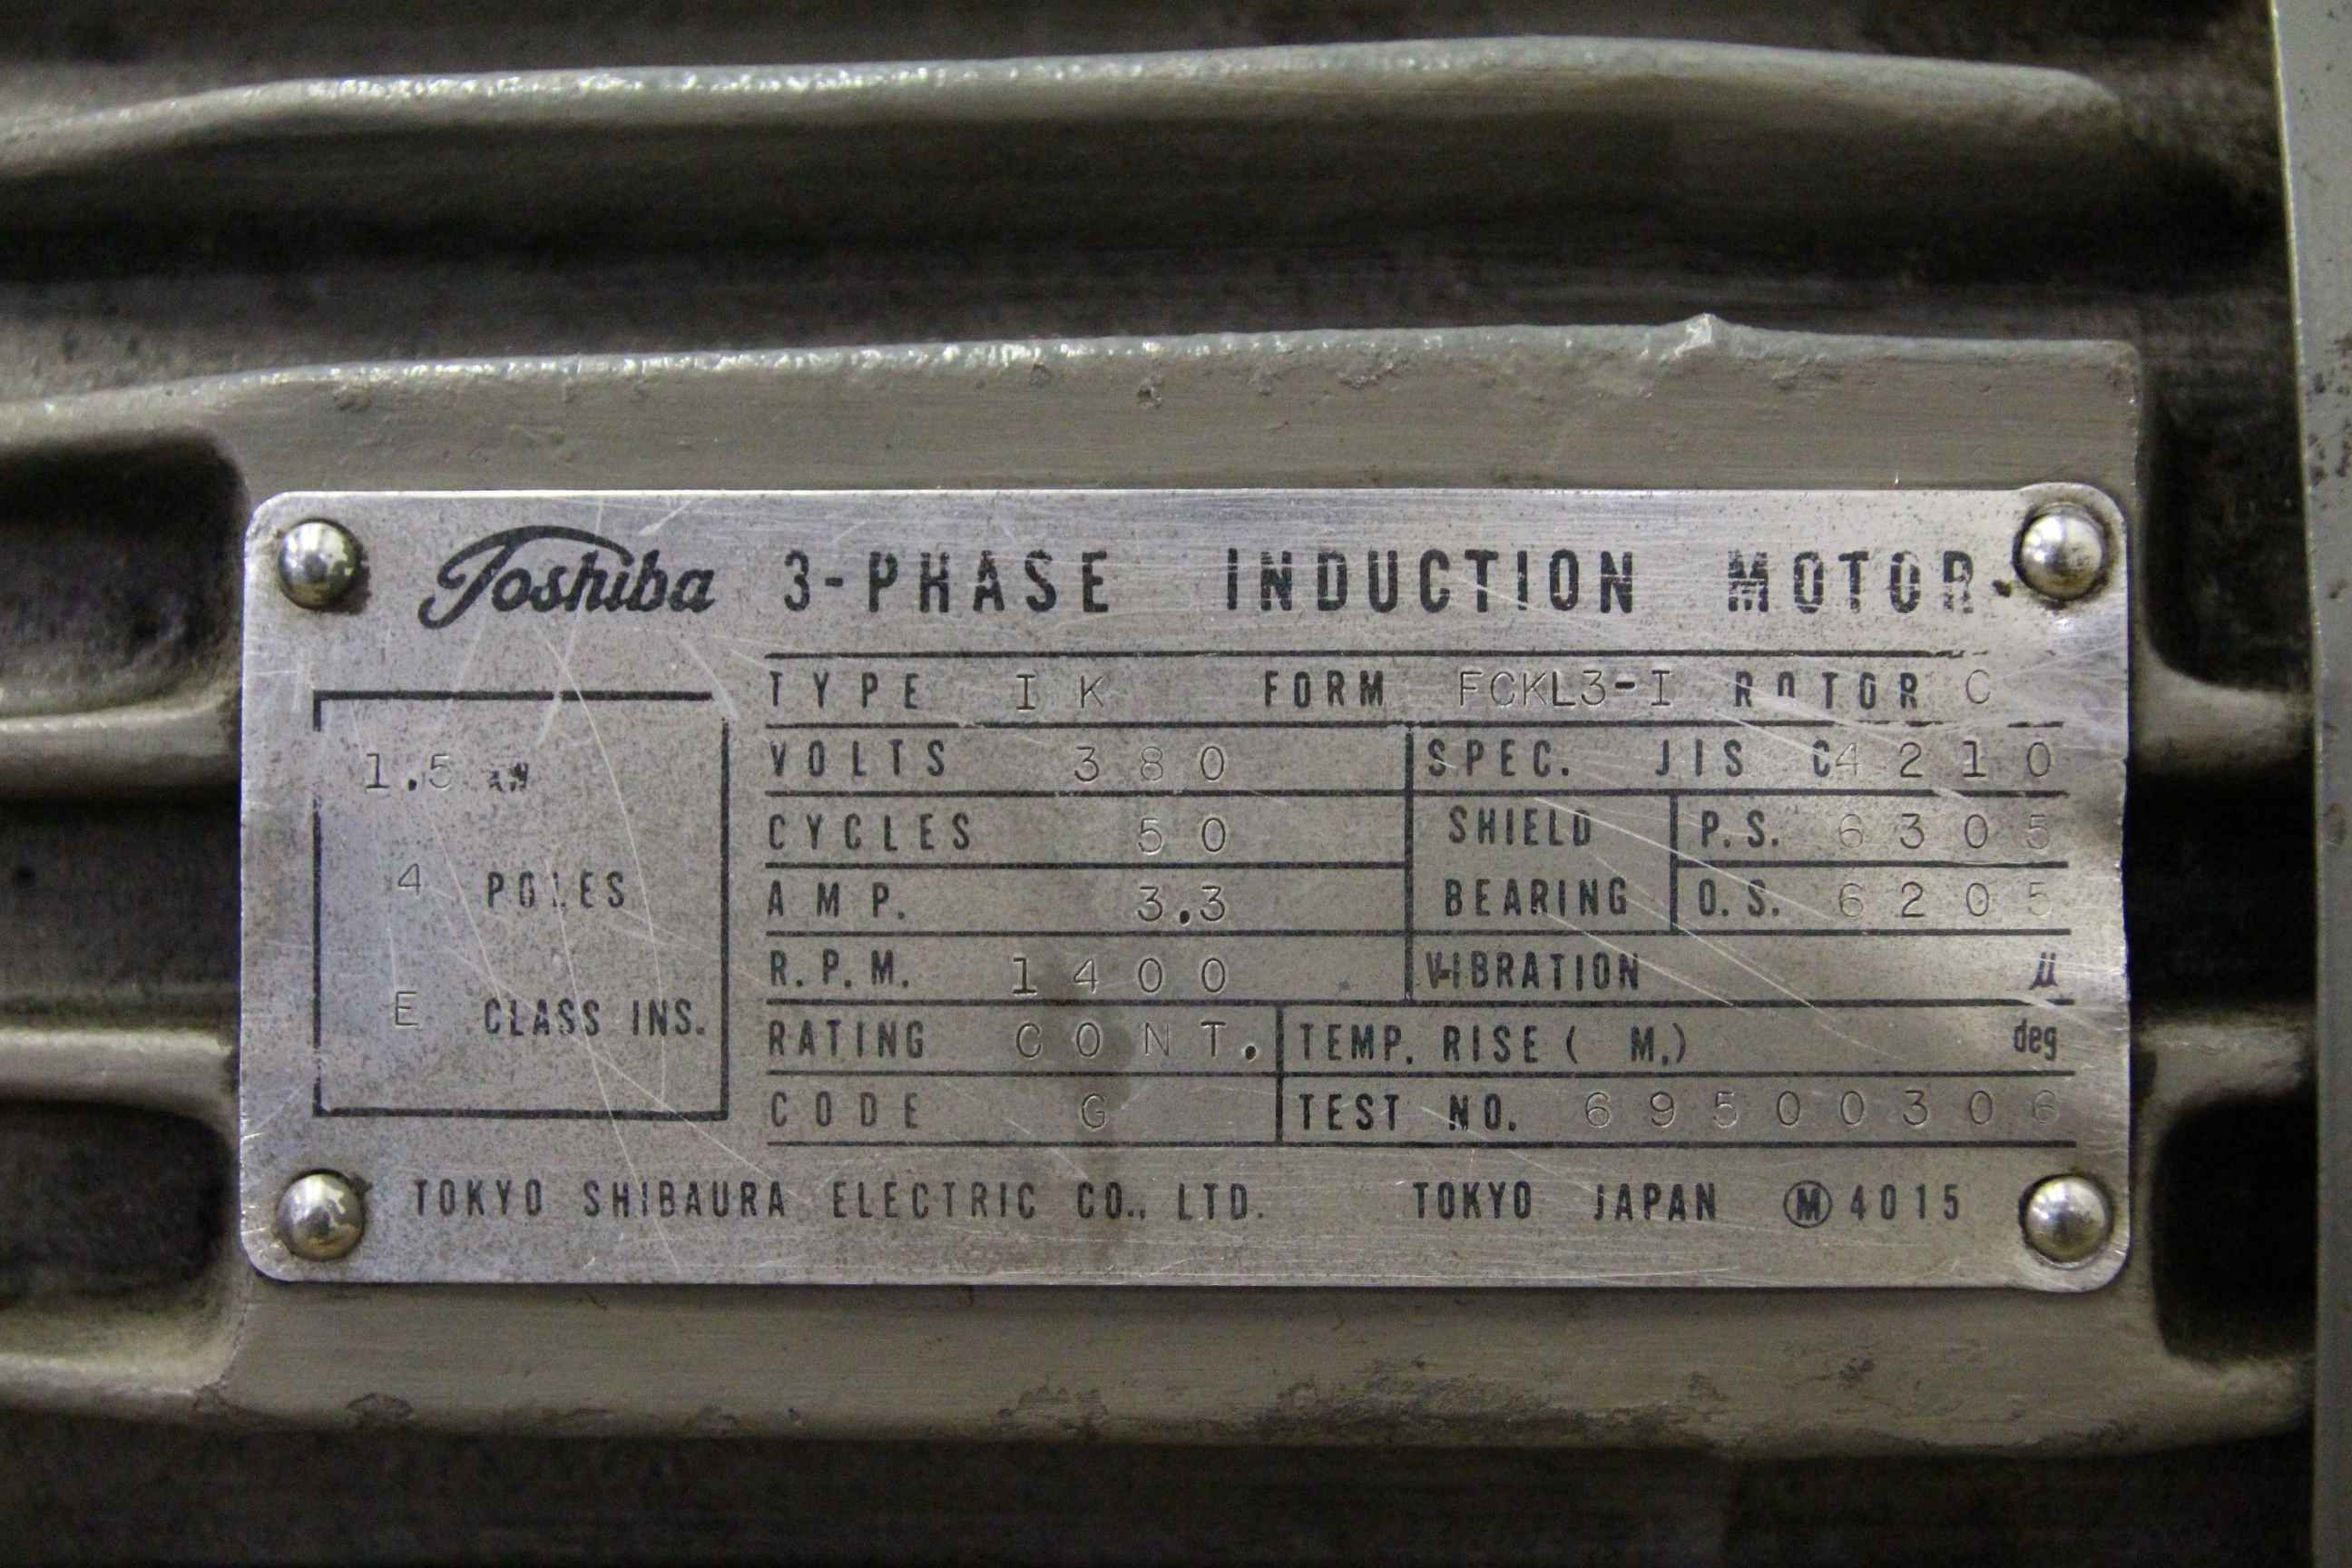 Toshiba 3-PHASE INDUCTION MOTOR
TYPE IK FORM FCKL3-I ROTOR C
1.5 KW
4 POLES
E CLASS INS.
VOLTS 380
CYCLES 50
AMP. 3.3
R.P.M. 1400
SPEC. JIS C4210
SHIELD BEARING
P.S. 6305
O.S. 6205
VIBRATION μ
RATING CONT. TEMP. RISE ( M.) deg
CODE G TEST NO. 69500306
TOKYO SHIBAURA ELECTRIC CO., LTD. TOKYO JAPAN Ⓜ 4015